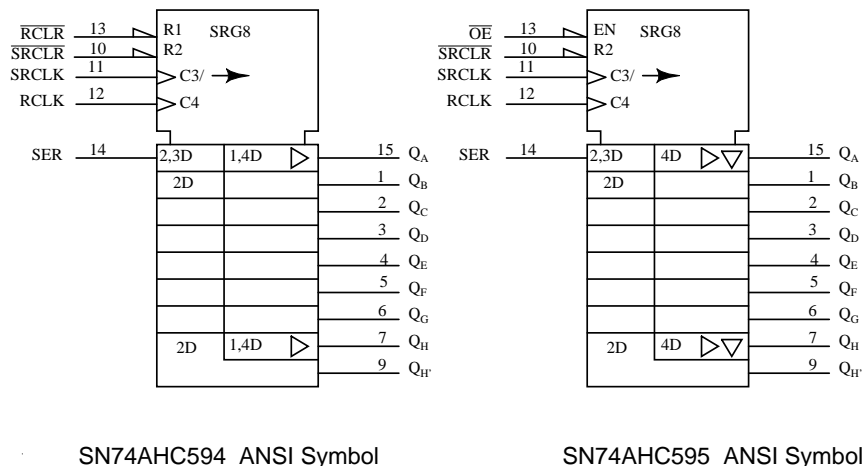 RCLR 13 R1 SRG8
SRCLR 10 R2
SRCLK 11 C3/
RCLK 12 C4
SER 14 2,3D 1,4D 15 QA
2D 1 QB
2 QC
3 QD
4 QE
5 QF
6 QG
2D 1,4D 7 QH
9 QH'
SN74AHC594 ANSI Symbol
OE 13 EN SRG8
SRCLR 10 R2
SRCLK 11 C3/
RCLK 12 C4
SER 14 2,3D 4D 15 QA
2D 1 QB
2 QC
3 QD
4 QE
5 QF
6 QG
2D 4D 7 QH
9 QH'
SN74AHC595 ANSI Symbol